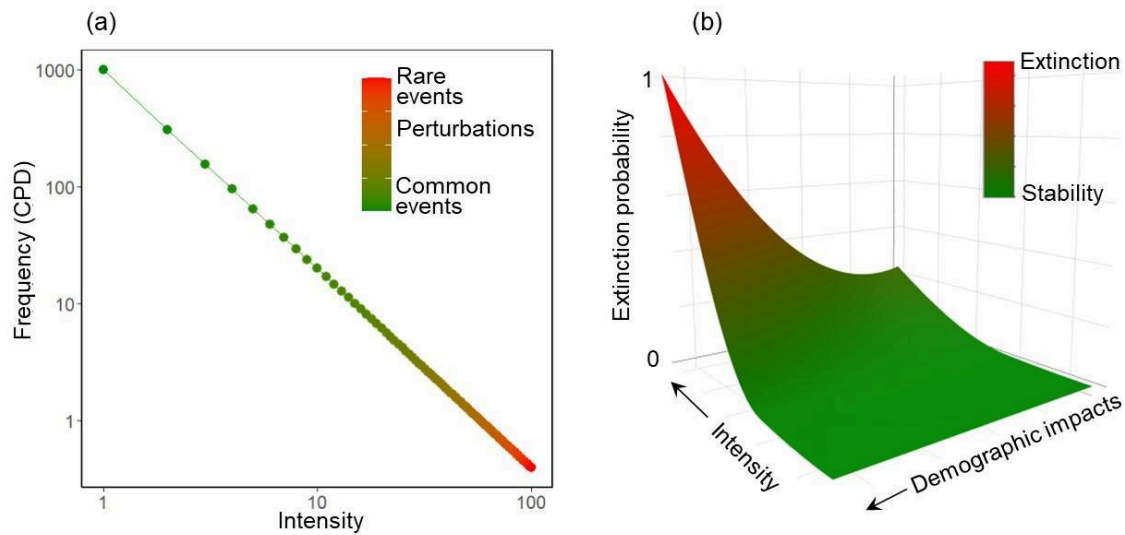 (a)
1000
100
10
1
Frequency (CPD)
Rare
events
Perturbations
Common
events
1
10
100
Intensity
(b)
1
0
Extinction probability
Extinction
Stability
Intensity
Demographic impacts